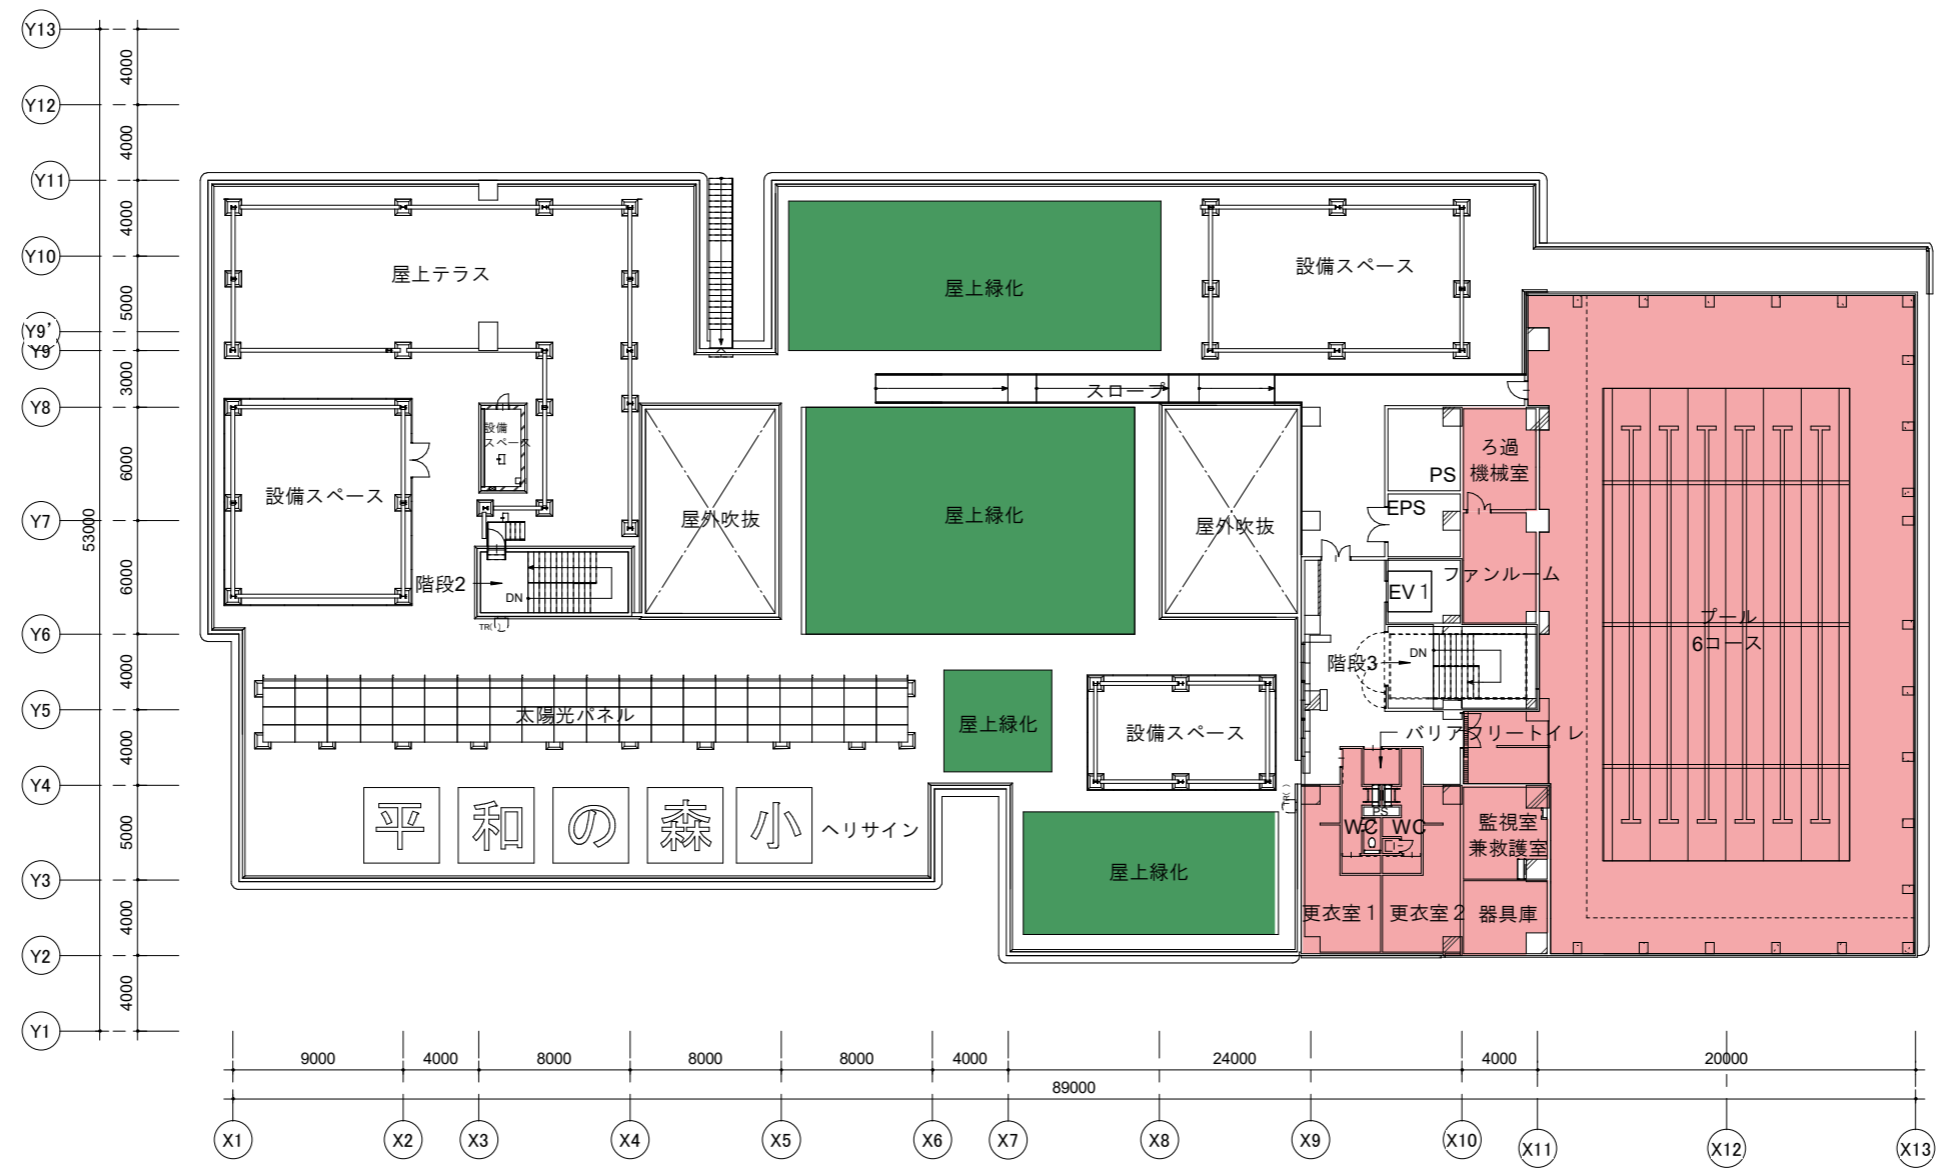 Y13
4000
Y12
4000
Y11
4000
Y10
屋上テラス
設備スペース
屋上緑化
5000
Y9'
Y9
3000
スロープ
Y8
設備
スペース
ろ過
機械室
PS
6000
設備スペース
EPS
Y7
53000
屋外吹抜
屋上緑化
屋外吹抜
6000
階段2
DN
EV1
ファンルーム
プール
6コース
TR( )
Y6
階段3
DN
4000
Y5
太陽光パネル
屋上緑化
設備スペース
バリアフリートイレ
4000
Y4
TR( )
PS
平 和 の 森 小
ヘリサイン
WC WC
監視室
兼救護室
5000
屋上緑化
Y3
更衣室1
更衣室2
器具庫
4000
Y2
4000
Y1
9000 4000 8000 8000 8000 4000 24000 4000 20000
89000
X1 X2 X3 X4 X5 X6 X7 X8 X9 X10 X11 X12 X13